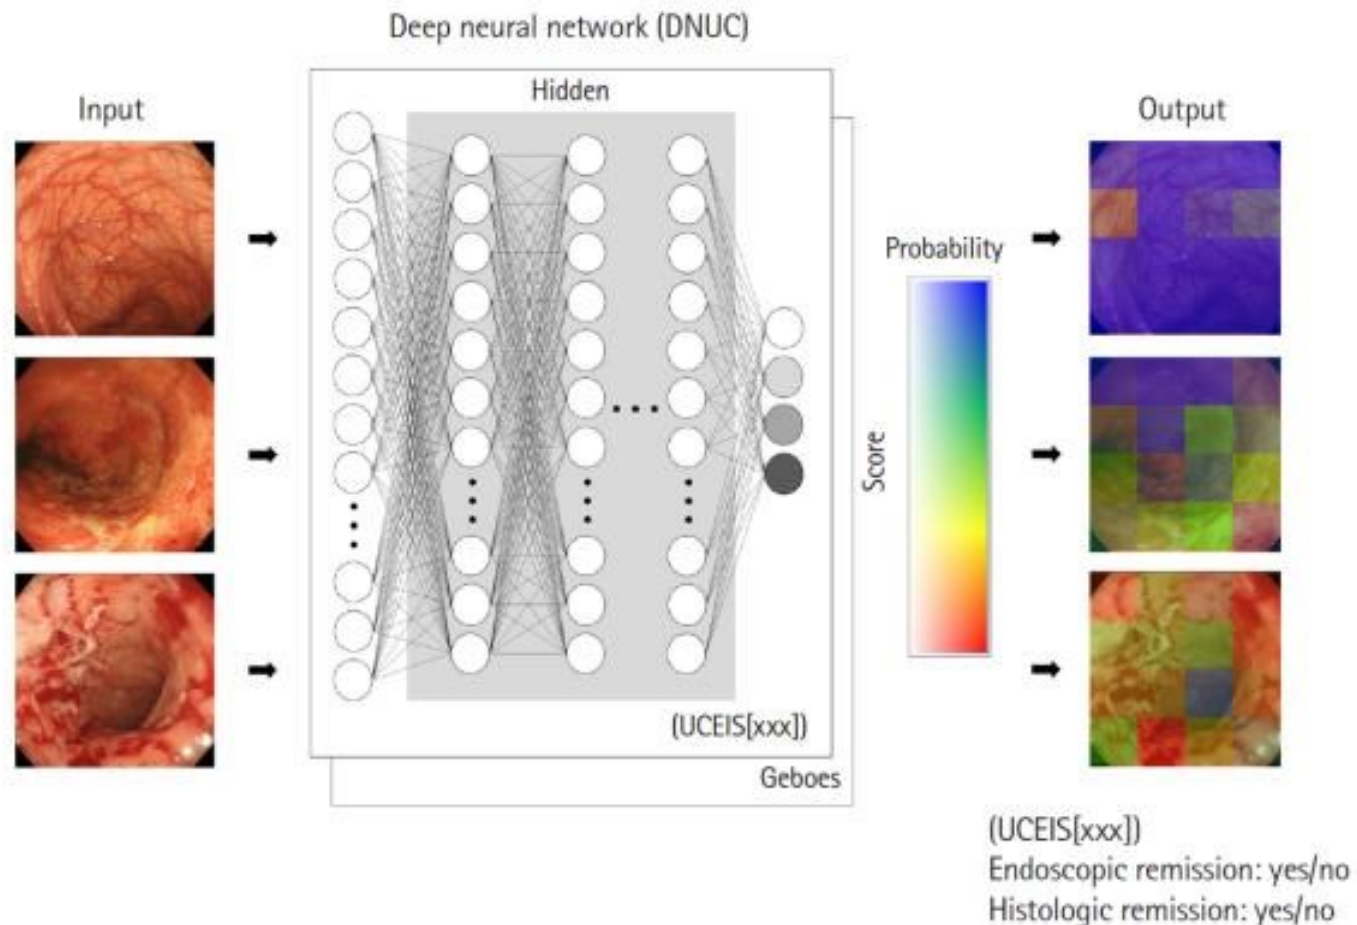 Deep neural network (DNUC)
Input
Hidden
Output
Probability
Score
(UCEIS[xxx])
Geboes
(UCEIS[xxx])
Endoscopic remission: yes/no
Histologic remission: yes/no